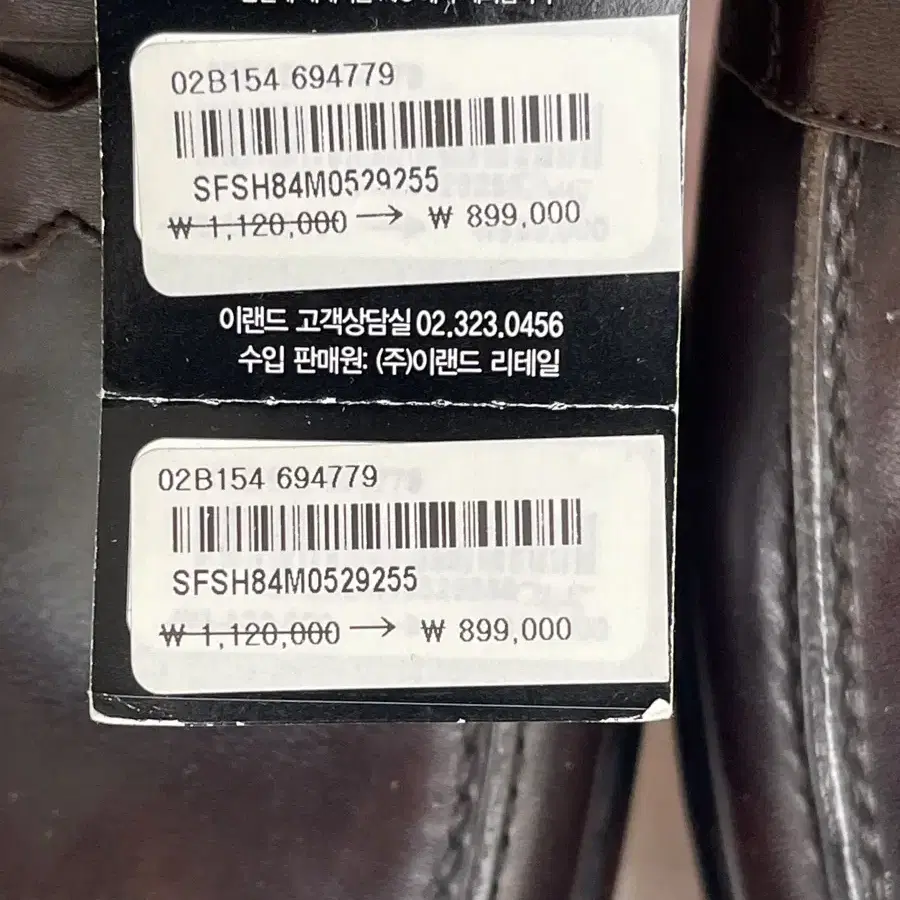 02B154 694779
SFSH84M0529255
₩ 1,120,000 → ₩ 899,000
이랜드 고객상담실 02.323.0456
수입 판매원: (주)이랜드 리테일
02B154 694779
SFSH84M0529255
₩ 1,120,000 → ₩ 899,000